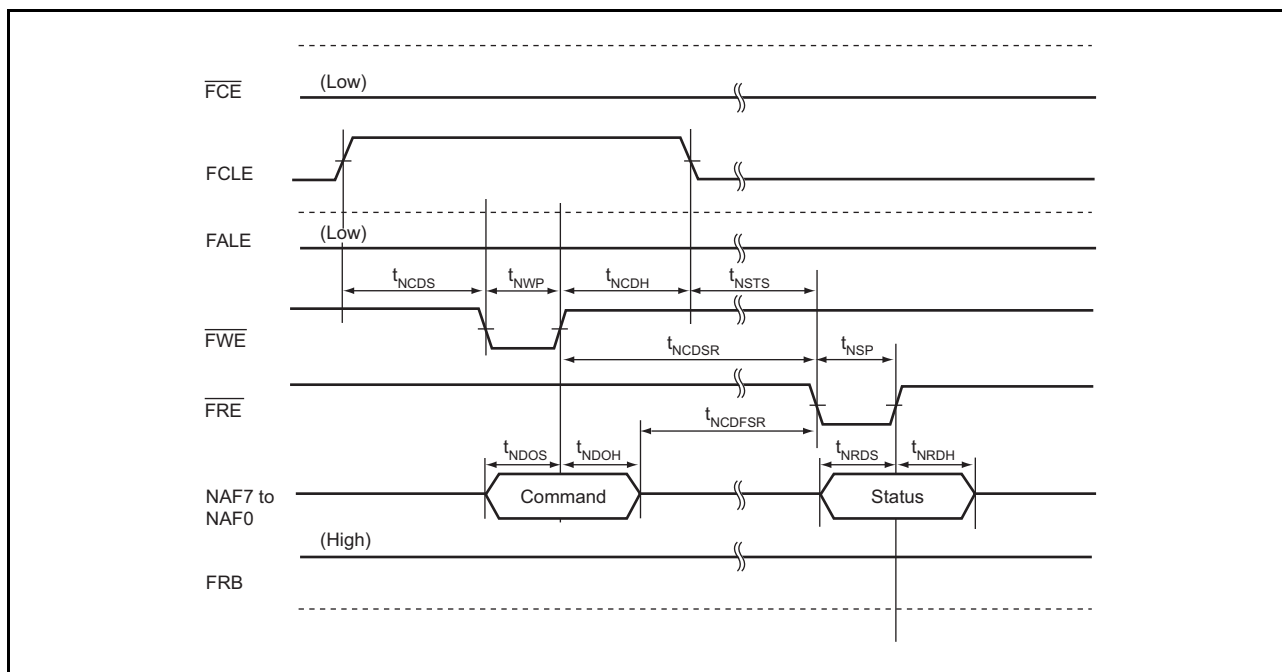 (Low)
FCE
FCLE
(Low)
FALE
tNCDS tNWP tNCDH tNSTS
FWE
tNCDSR tNSP
FRE
tNCDFSR
tNDOS tNDOH tNRDS tNRDH
NAF7 to
NAF0
Command Status
(High)
FRB